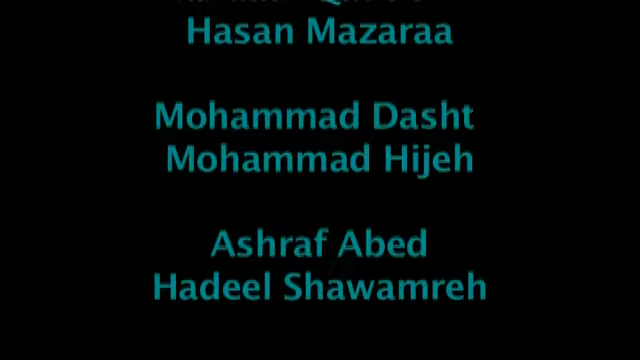 Hasan Mazaraa
Mohammad Dasht
Mohammad Hijeh
Ashraf Abed
Hadeel Shawamreh